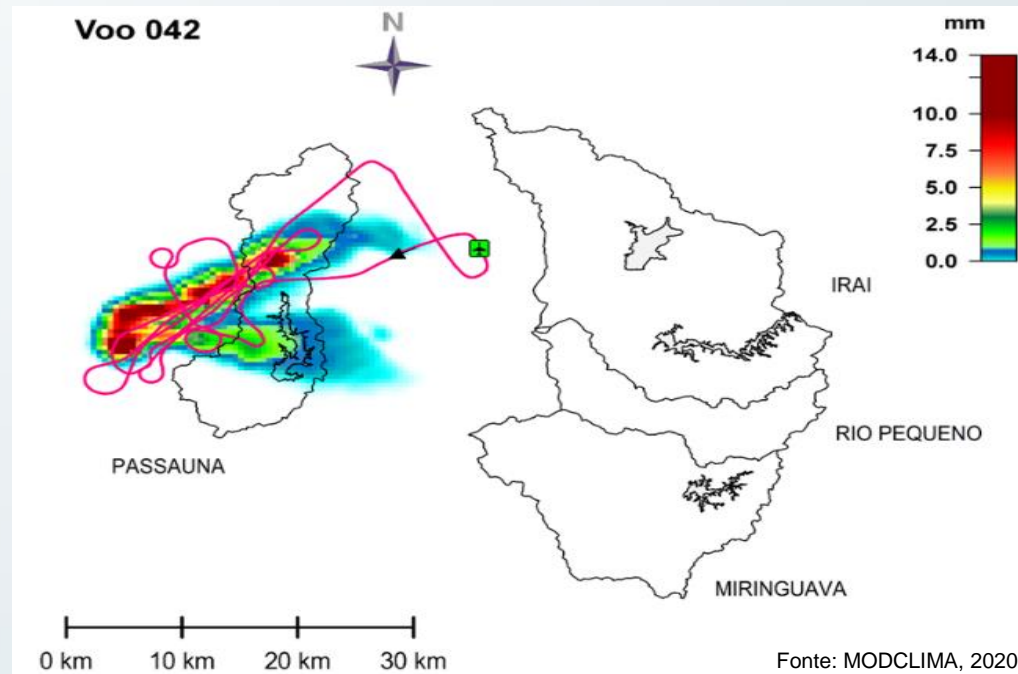 Voo 042
N
mm
14.0
10.0
7.5
5.0
2.5
0.0
IRAI
RIO PEQUENO
PASSAUNA
MIRINGUAVA
0 km 10 km 20 km 30 km
Fonte: MODCLIMA, 2020